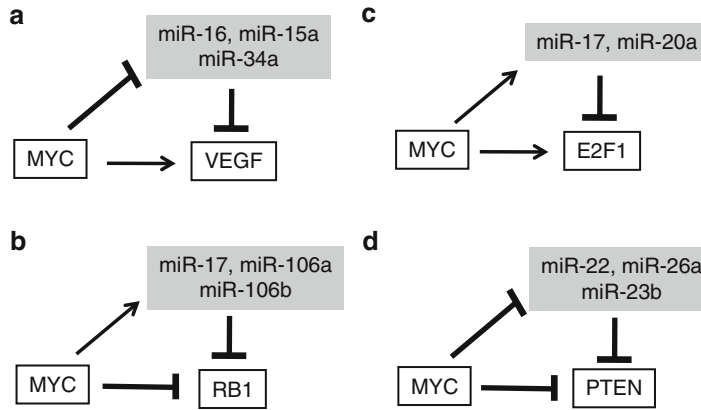 a
miR-16, miR-15a
miR-34a
MYC
VEGF
b
miR-17, miR-106a
miR-106b
MYC
RB1
c
miR-17, miR-20a
MYC
E2F1
d
miR-22, miR-26a
miR-23b
MYC
PTEN